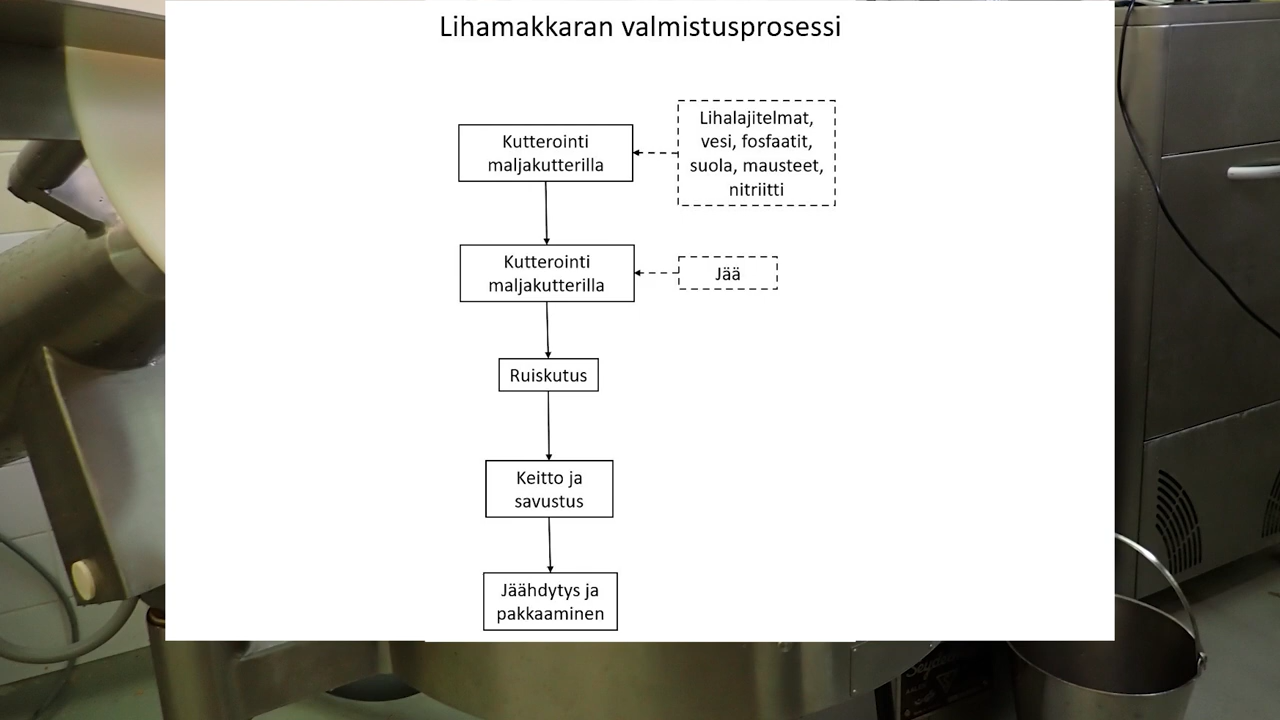 Lihamakkaran valmistusprosessi
Kutterointi
maljakutterilla
Lihalajitelmat,
vesi, fosfaatit,
suola, mausteet,
nitriitti
Kutterointi
maljakutterilla
Jää
Ruiskutus
Keitto ja
savustus
Jäähdytys ja
pakkaaminen